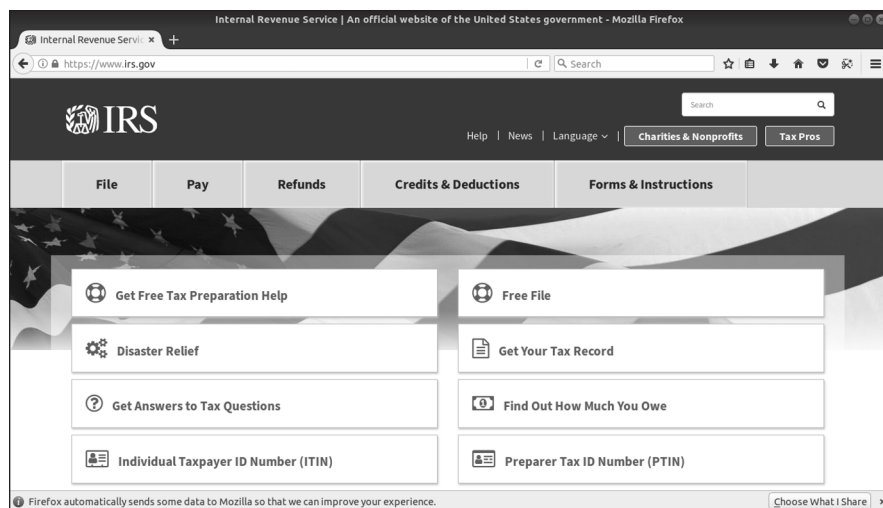 Internal Revenue Service | An official website of the United States government - Mozilla Firefox
Internal Revenue Servic
https://www.irs.gov
Search
Search
IRS
Help | News | Language | Charities & Nonprofits Tax Pros
File Pay Refunds Credits & Deductions Forms & Instructions
Get Free Tax Preparation Help Free File
Disaster Relief Get Your Tax Record
Get Answers to Tax Questions Find Out How Much You Owe
Individual Taxpayer ID Number (ITIN) Preparer Tax ID Number (PTIN)
Firefox automatically sends some data to Mozilla so that we can improve your experience. Choose What I Share